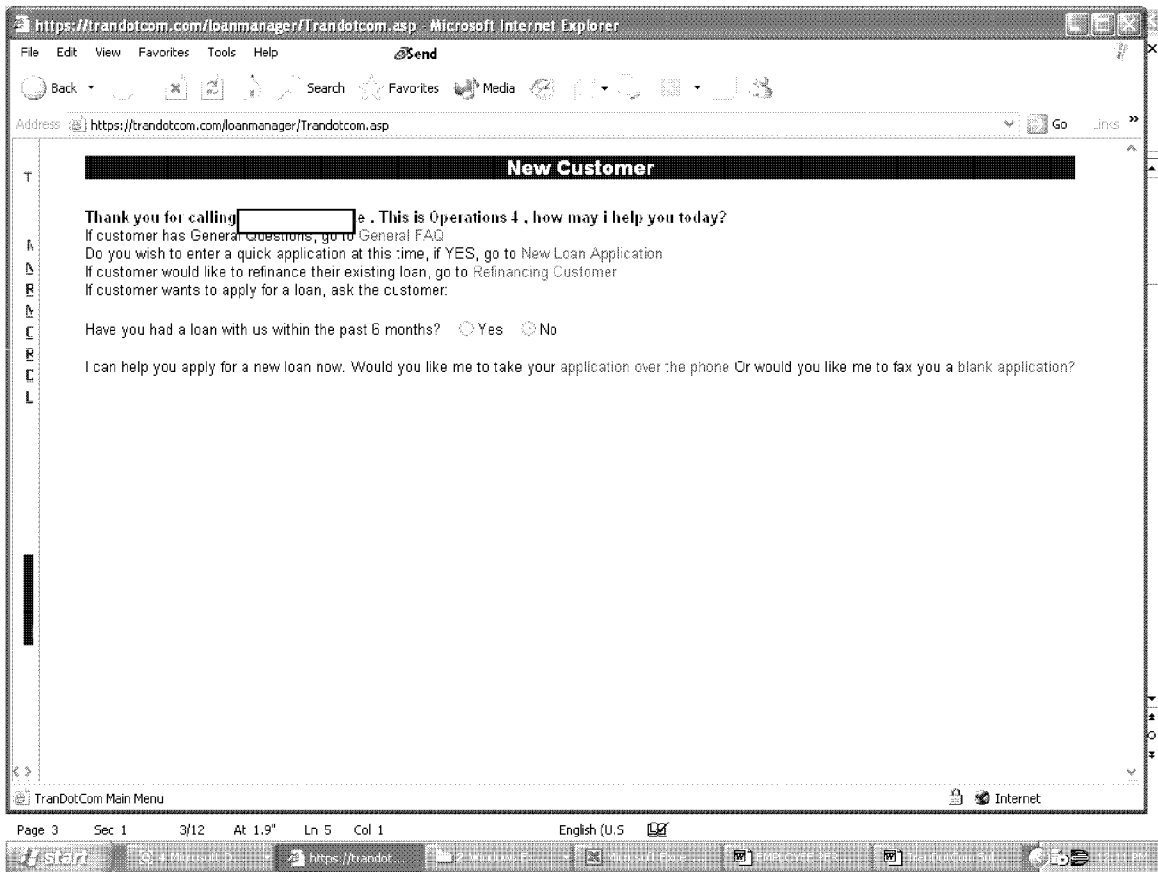 https://trandotcom.com/loanmanager/Trandotcom.asp - Microsoft Internet Explorer
File Edit View Favorites Tools Help Send
Back Search Favorites Media
Address https://trandotcom.com/loanmanager/Trandotcom.asp Go Links »
New Customer
T
Thank you for calling e . This is Operations 4 , how may i help you today?
If customer has General Questions, go to General FAQ
Do you wish to enter a quick application at this time, if YES, go to New Loan Application
If customer would like to refinance their existing loan, go to Refinancing Customer
If customer wants to apply for a loan, ask the customer:
Have you had a loan with us within the past 6 months? Yes No
I can help you apply for a new loan now. Would you like me to take your application over the phone Or would you like me to fax you a blank application?
L
TranDotCom Main Menu Internet
Page 3 Sec 1 3/12 At 1.9" Ln 5 Col 1 English (U.S
start https://trandot... 12:11 PM